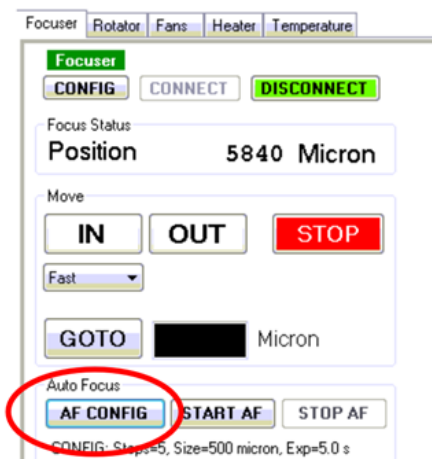 Focuser Rotator Fans Heater Temperature
Focuser
CONFIG CONNECT DISCONNECT
Focus Status
Position 5840 Micron
Move
IN OUT STOP
Fast
GOTO Micron
Auto Focus
AF CONFIG START AF STOP AF
CONFIG: Steps=5, Size=500 micron, Exp=5.0 s